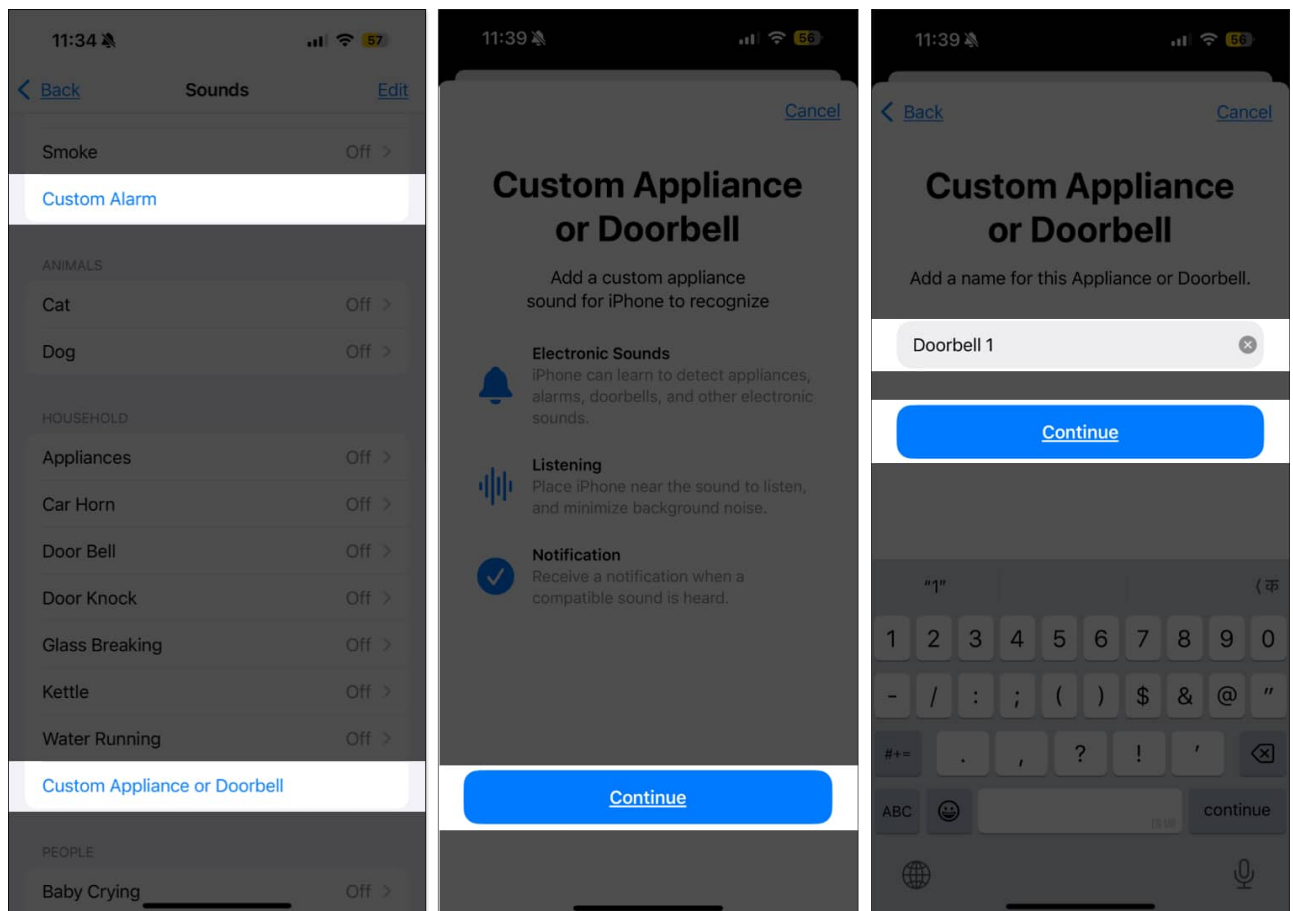 11:34
57
Back Sounds Edit
Smoke Off
Custom Alarm
ANIMALS
Cat Off
Dog Off
HOUSEHOLD
Appliances Off
Car Horn Off
Door Bell Off
Door Knock Off
Glass Breaking Off
Kettle Off
Water Running Off
Custom Appliance or Doorbell
PEOPLE
Baby Crying Off
11:39
56
Cancel
Custom Appliance
or Doorbell
Add a custom appliance
sound for iPhone to recognize
Electronic Sounds
iPhone can learn to detect appliances,
alarms, doorbells, and other electronic
sounds.
Listening
Place iPhone near the sound to listen,
and minimize background noise.
Notification
Receive a notification when a
compatible sound is heard.
Continue
11:39
56
Back Cancel
Custom Appliance
or Doorbell
Add a name for this Appliance or Doorbell.
Doorbell 1
Continue
"1" (क
1 2 3 4 5 6 7 8 9 0
- / : ; ( ) $ & @ "
#+= . , ? ! '
ABC continue